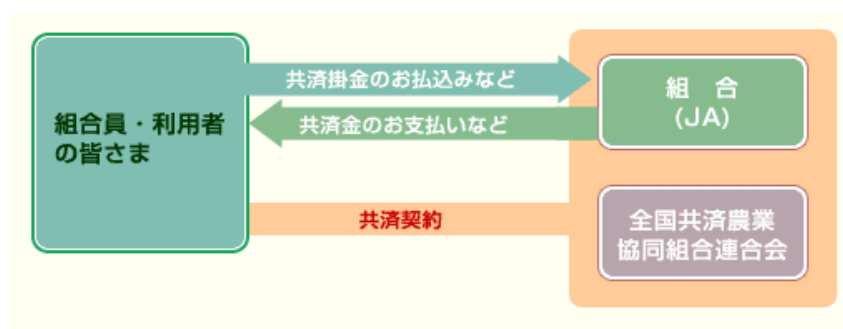 組合員・利用者
の皆さま
共済掛金のお払込みなど
共済金のお支払いなど
共済契約
組　合
(JA)
全国共済農業
協同組合連合会